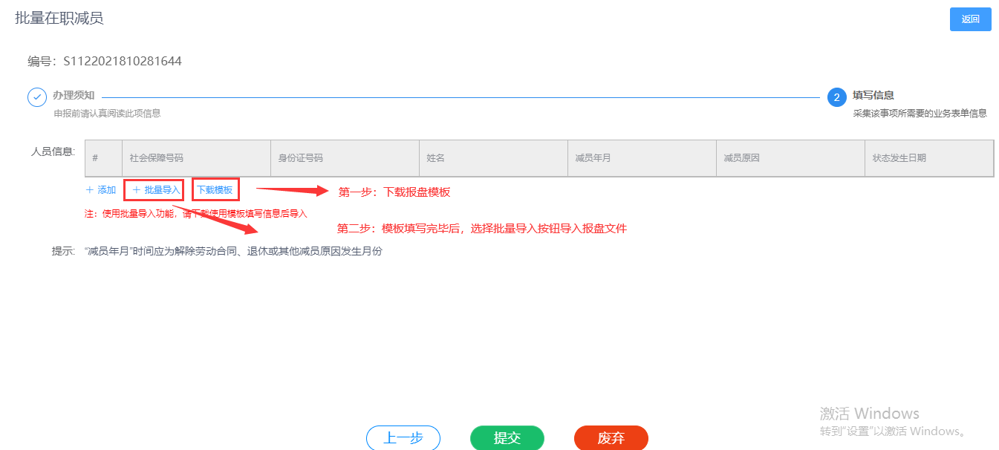 批量在职减员
返回
编号：S1122021810281644
办理须知
申报前请认真阅读此项信息
2 填写信息
采集该事项所需要的业务表单信息
人员信息:
# 社会保障号码 身份证号码 姓名 减员年月 减员原因 状态发生日期
＋ 添加 ＋ 批量导入 下载模板
第一步：下载报盘模板
注：使用批量导入功能，请下载使用模板填写信息后导入
第二步：模板填写完毕后，选择批量导入按钮导入报盘文件
提示: “减员年月”时间应为解除劳动合同、退休或其他减员原因发生月份
激活 Windows
转到“设置”以激活 Windows。
上一步 提交 废弃